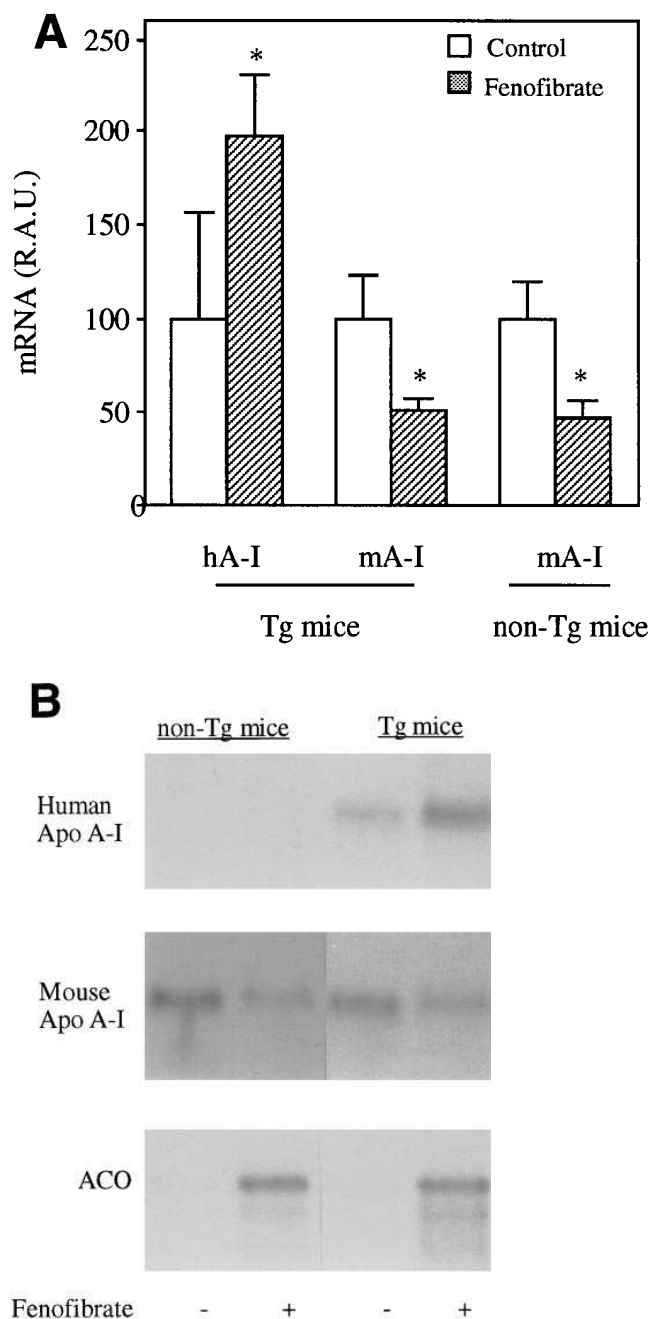 A
mRNA (R.A.U.)
250
200
150
100
50
0
*
*
*
Control
Fenofibrate
hA-I
mA-I
mA-I
Tg mice
non-Tg mice
B
non-Tg mice
Tg mice
Human
Apo A-I
Mouse
Apo A-I
ACO
Fenofibrate - + - +